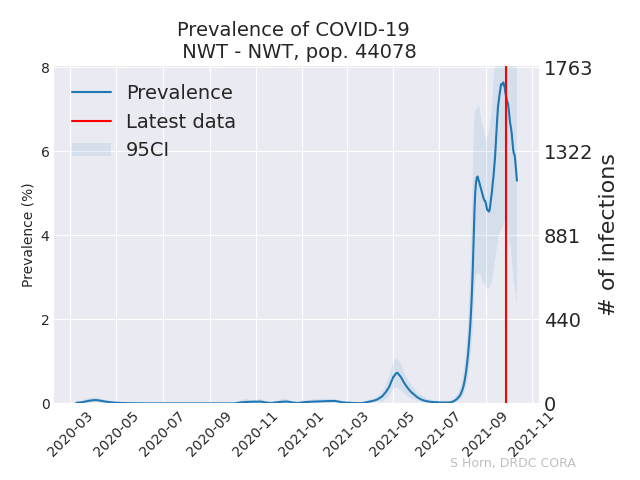 Prevalence of COVID-19
NWT - NWT, pop. 44078
Prevalence
Latest data
95CI
Prevalence (%)
8
6
4
2
0
1763
1322
881
440
0
# of infections
2020-03
2020-05
2020-07
2020-09
2020-11
2021-01
2021-03
2021-05
2021-07
2021-09
2021-11
S Horn, DRDC CORA